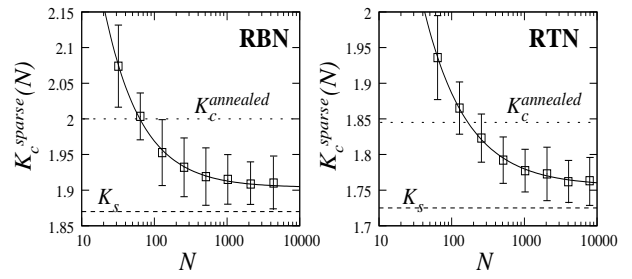 RBN
K_c^sparse (N)
2.15
2.1
2.05
2
1.95
1.9
1.85
K_c^annealed
K_s
10
100
1000
10000
N
RTN
K_c^sparse (N)
2
1.95
1.9
1.85
1.8
1.75
1.7
K_c^annealed
K_s
10
100
1000
10000
N